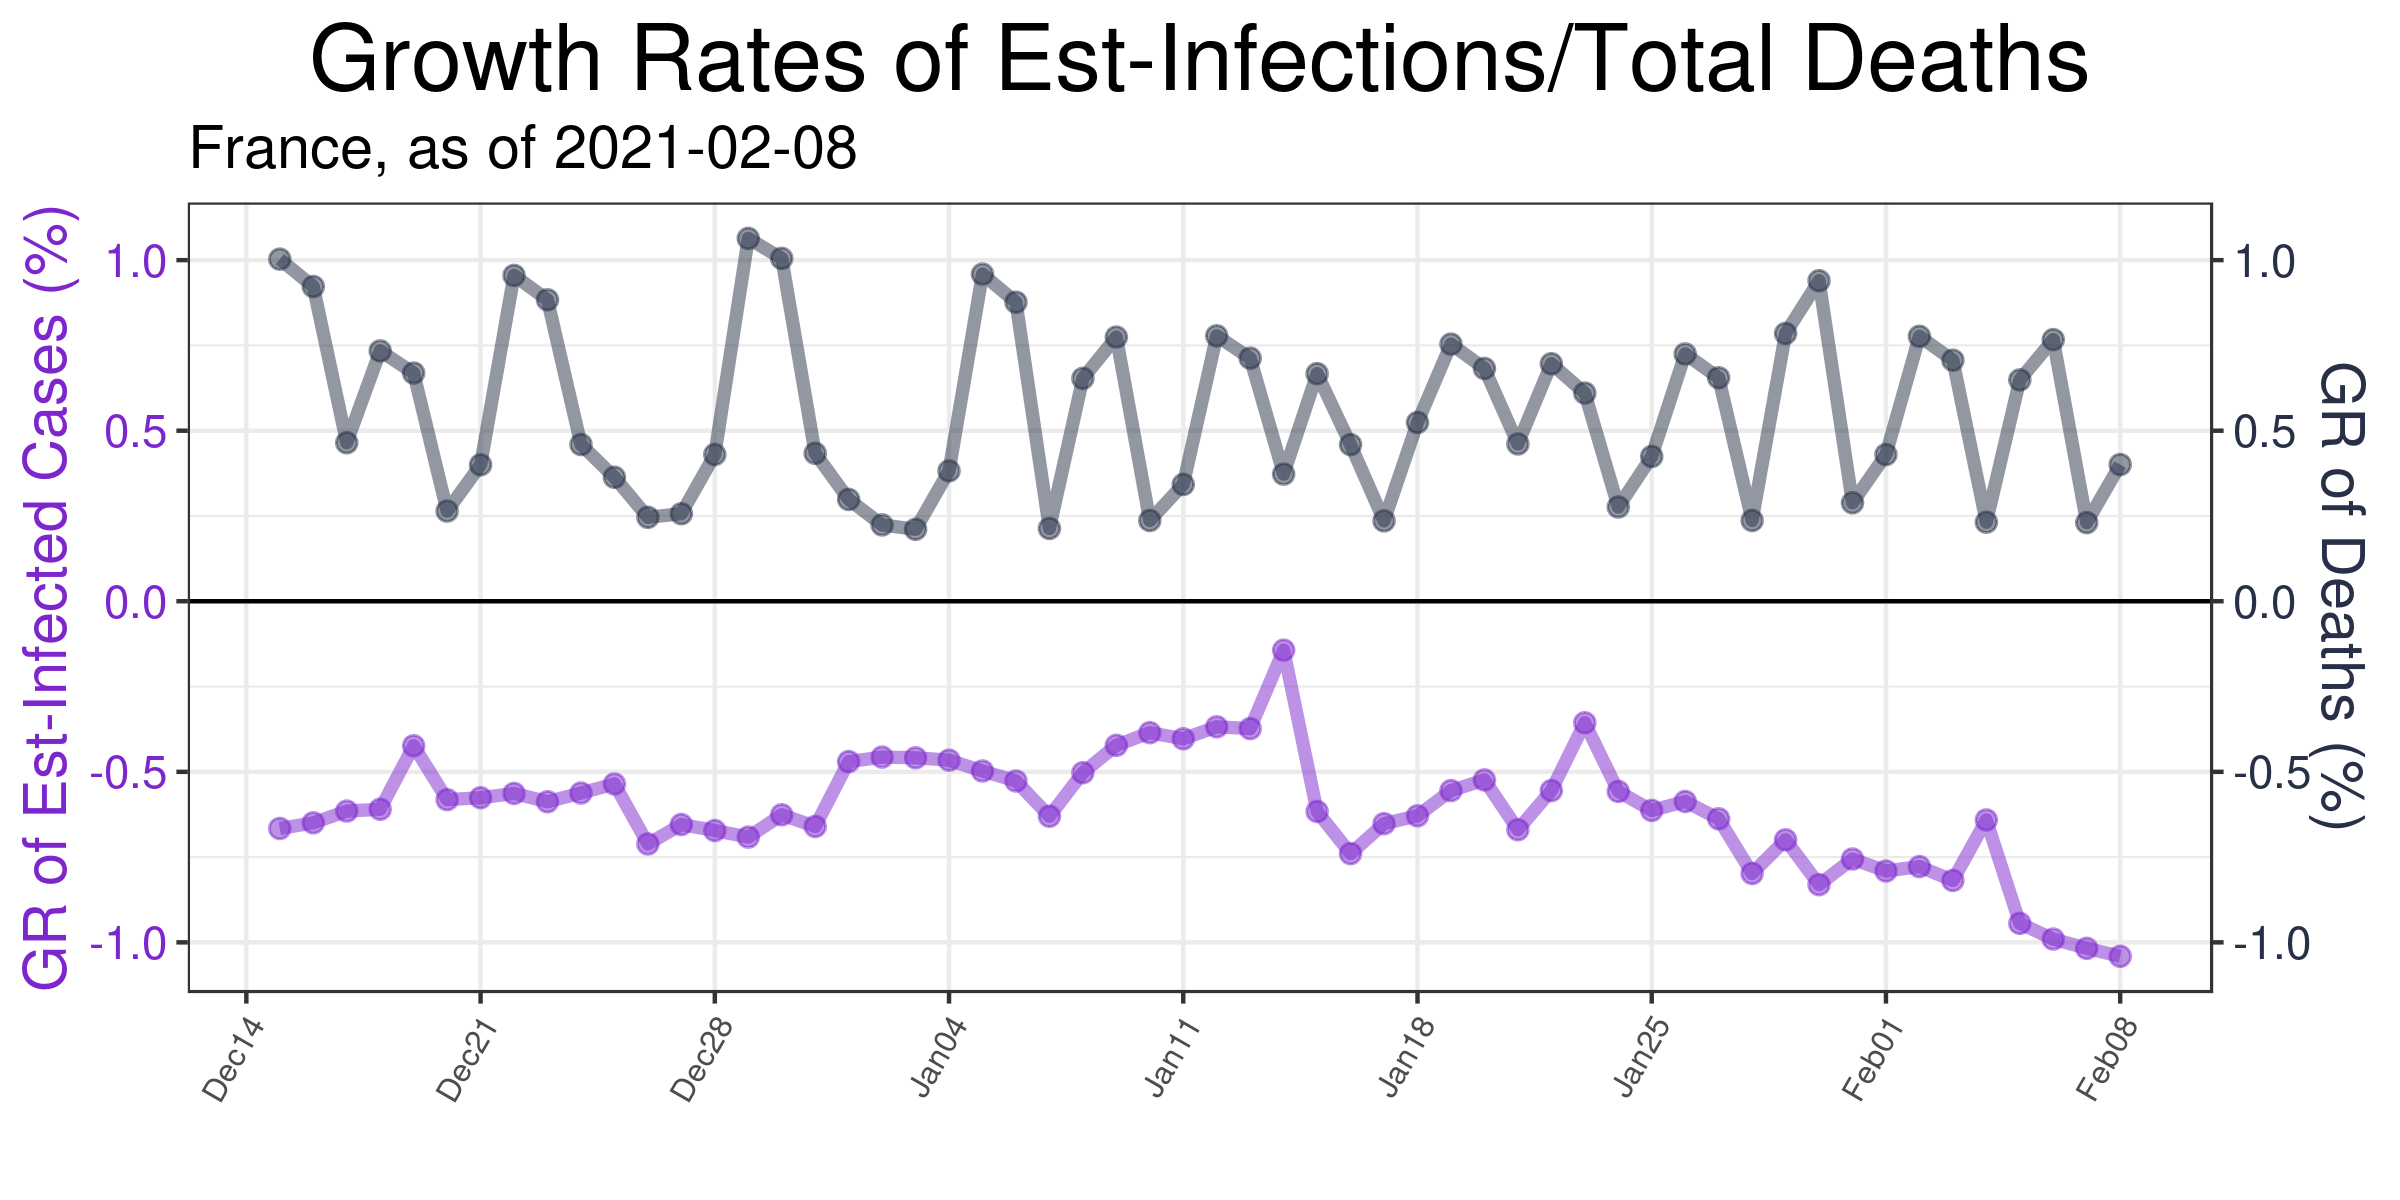 Growth Rates of Est-Infections/Total Deaths
France, as of 2021-02-08
GR of Est-Infected Cases (%)
1.0
0.5
0.0
-0.5
-1.0
1.0
0.5
0.0
-0.5
-1.0
GR of Deaths (%)
Dec14
Dec21
Dec28
Jan04
Jan11
Jan18
Jan25
Feb01
Feb08